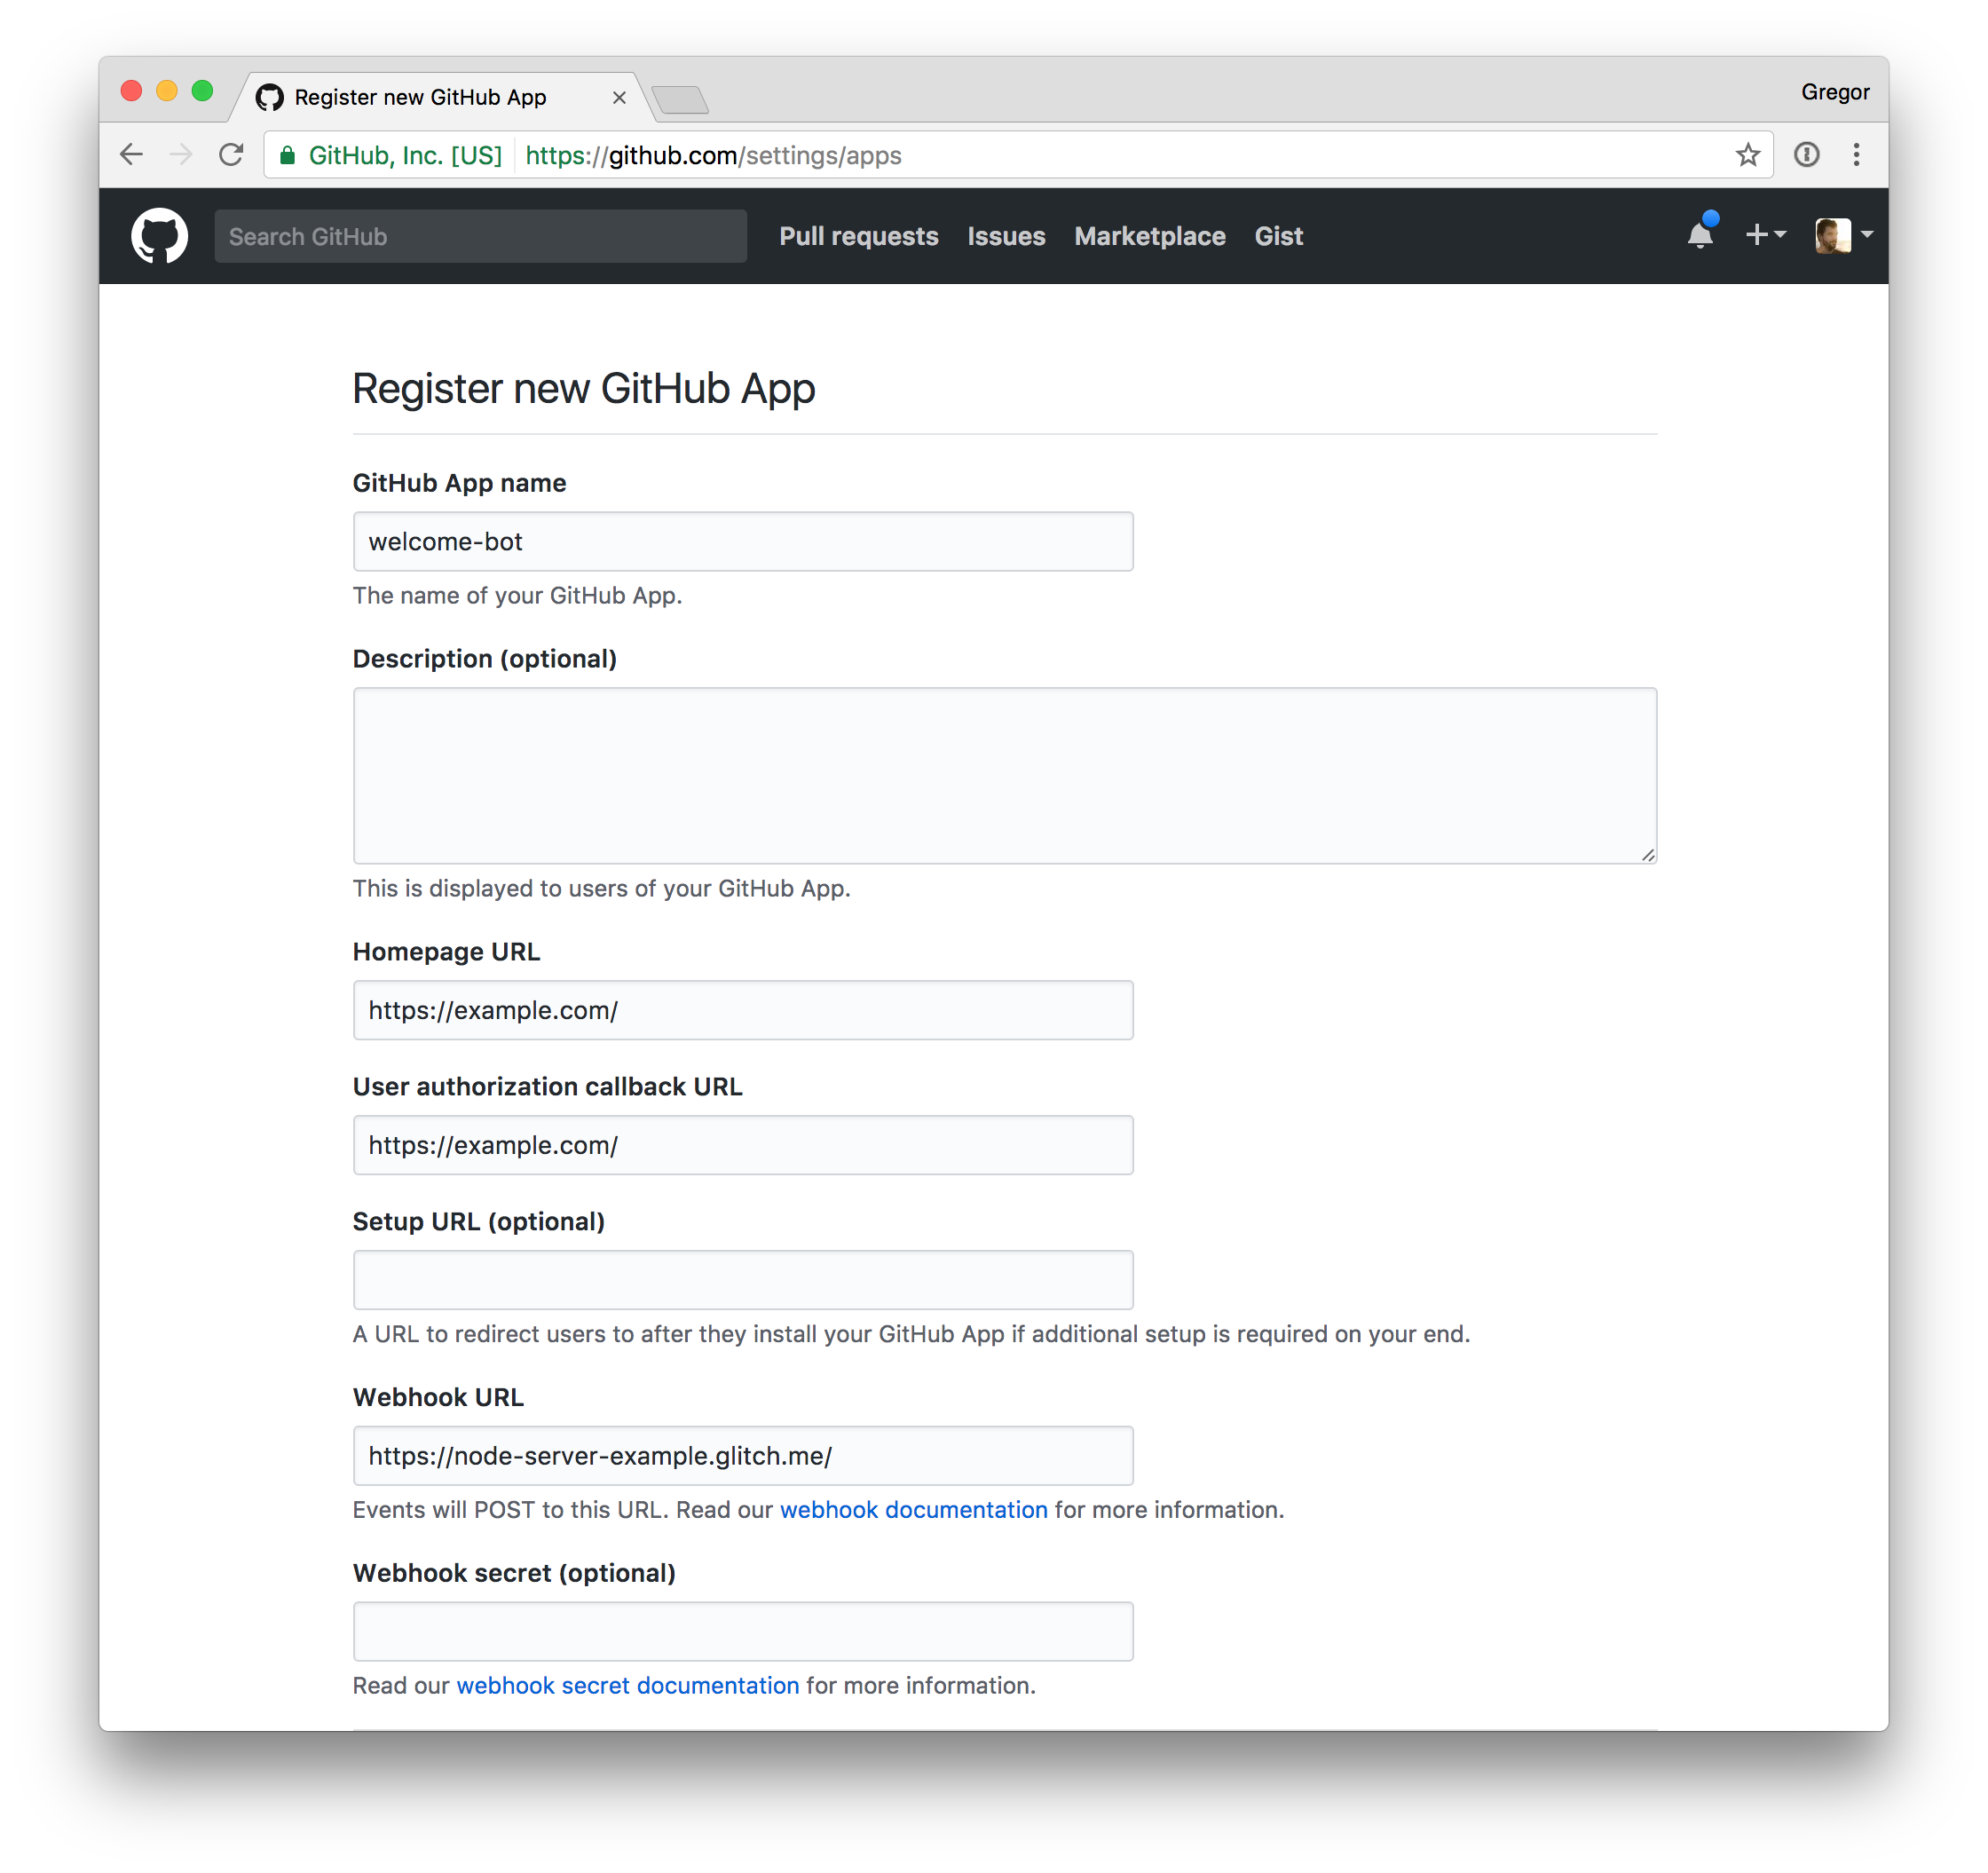 Register new GitHub App
Gregor
GitHub, Inc. [US] https://github.com/settings/apps
Search GitHub Pull requests Issues Marketplace Gist
Register new GitHub App
GitHub App name
welcome-bot
The name of your GitHub App.
Description (optional)
This is displayed to users of your GitHub App.
Homepage URL
https://example.com/
User authorization callback URL
https://example.com/
Setup URL (optional)
A URL to redirect users to after they install your GitHub App if additional setup is required on your end.
Webhook URL
https://node-server-example.glitch.me/
Events will POST to this URL. Read our webhook documentation for more information.
Webhook secret (optional)
Read our webhook secret documentation for more information.